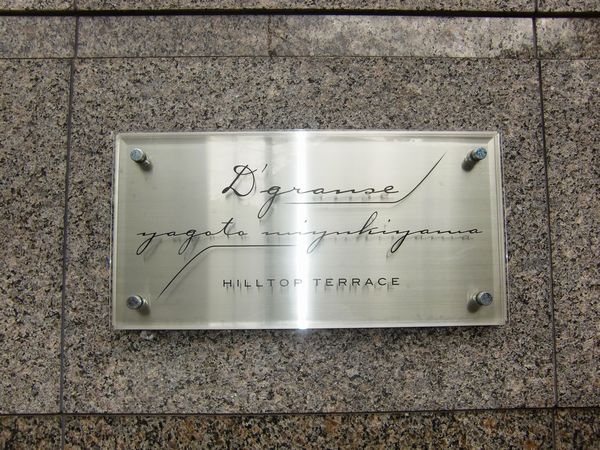 D'granse
yagoto miyukiyama
HILLTOP TERRACE